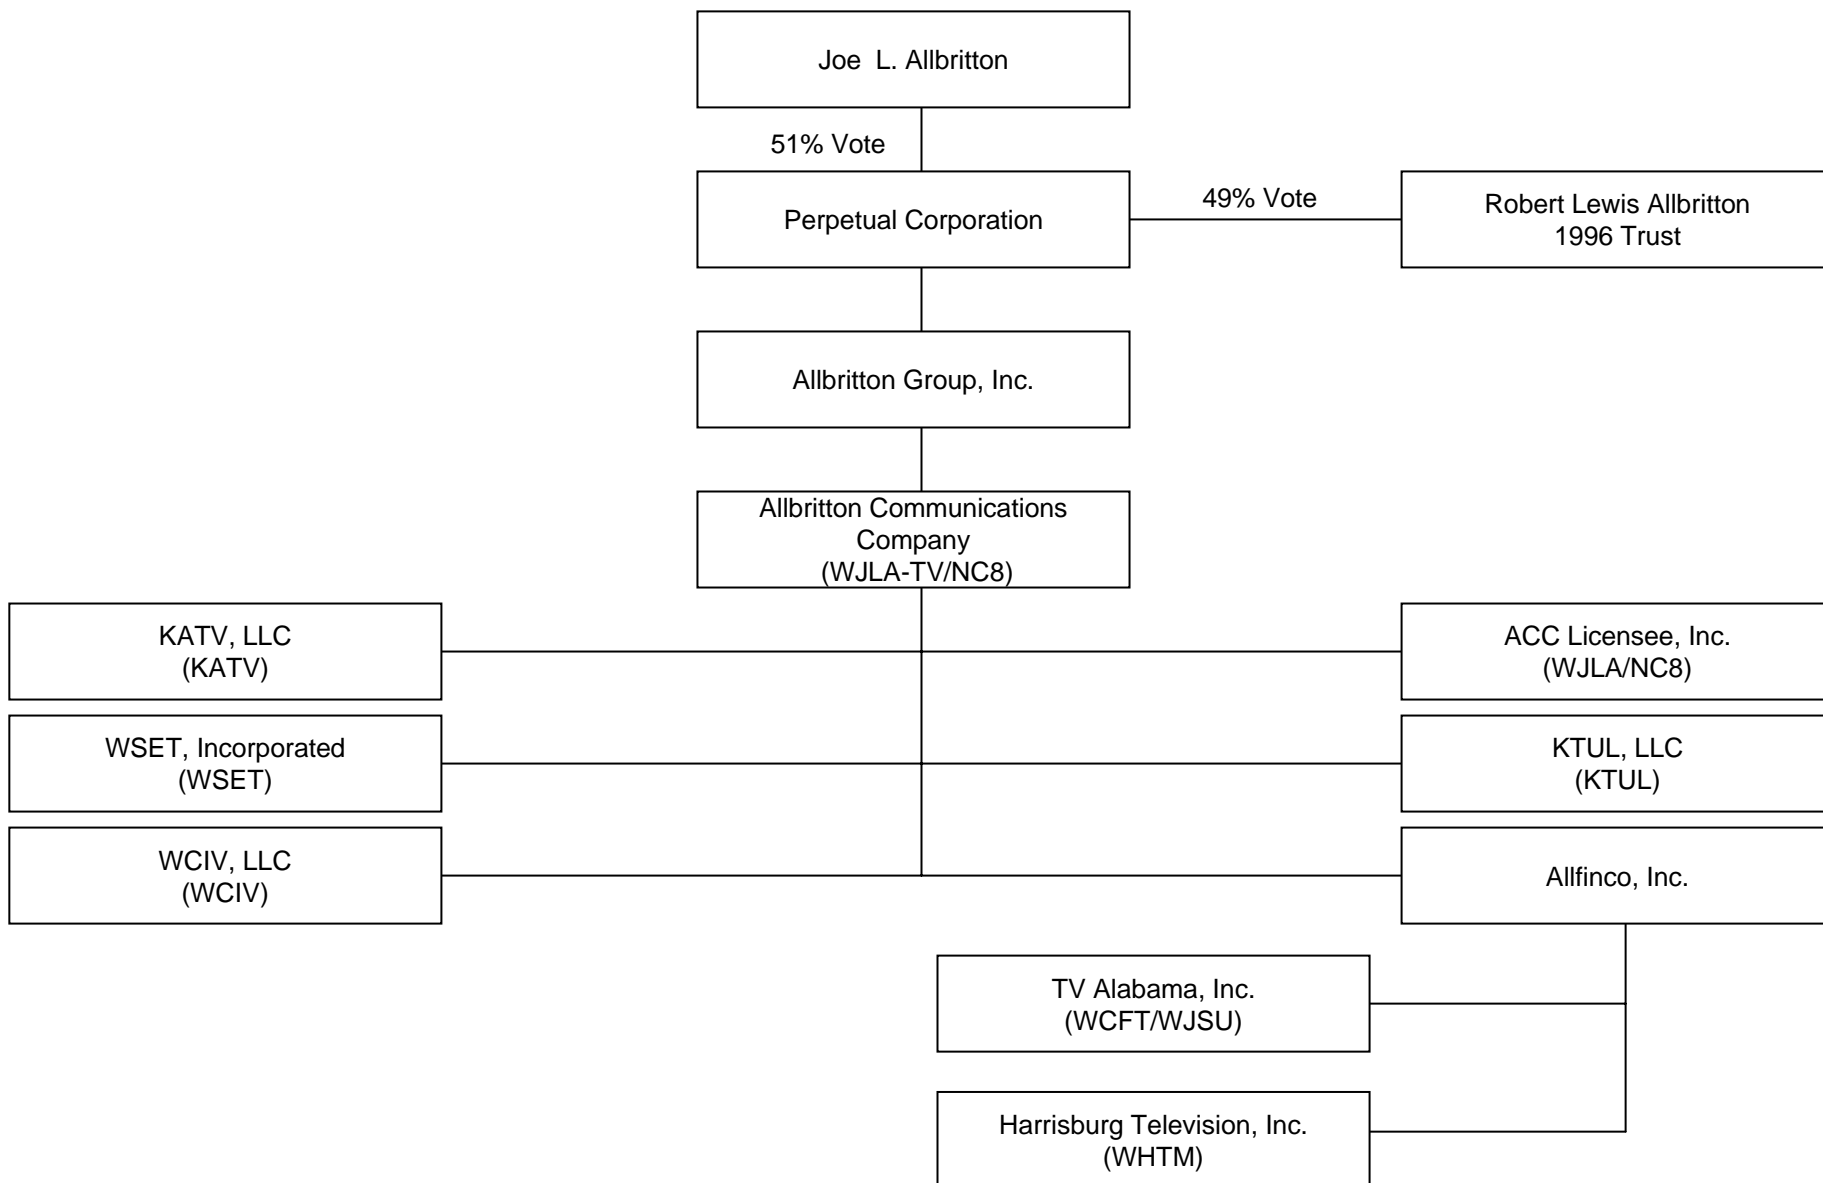 Joe L. Allbritton
51% Vote
Perpetual Corporation
49% Vote
Robert Lewis Allbritton
1996 Trust
Allbritton Group, Inc.
Allbritton Communications
Company
(WJLA-TV/NC8)
KATV, LLC
(KATV)
ACC Licensee, Inc.
(WJLA/NC8)
WSET, Incorporated
(WSET)
KTUL, LLC
(KTUL)
WCIV, LLC
(WCIV)
Allfinco, Inc.
TV Alabama, Inc.
(WCFT/WJSU)
Harrisburg Television, Inc.
(WHTM)